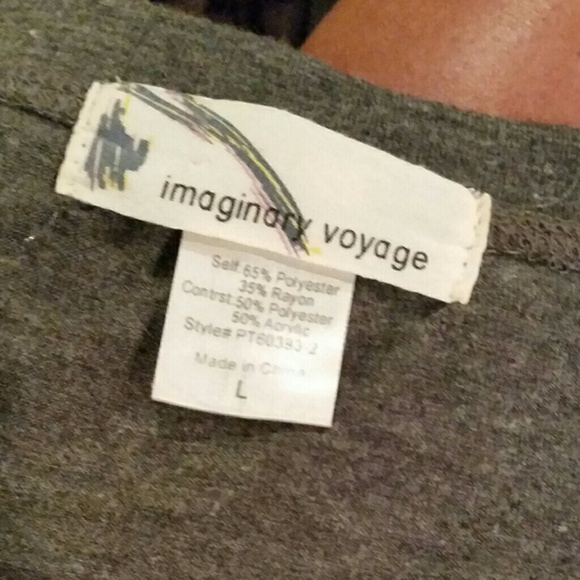 imaginary voyage
Self:65% Polyester
35% Rayon
Contrst:50% Polyester
50% Acrylic
Style# PT60393-2
Made in China
L